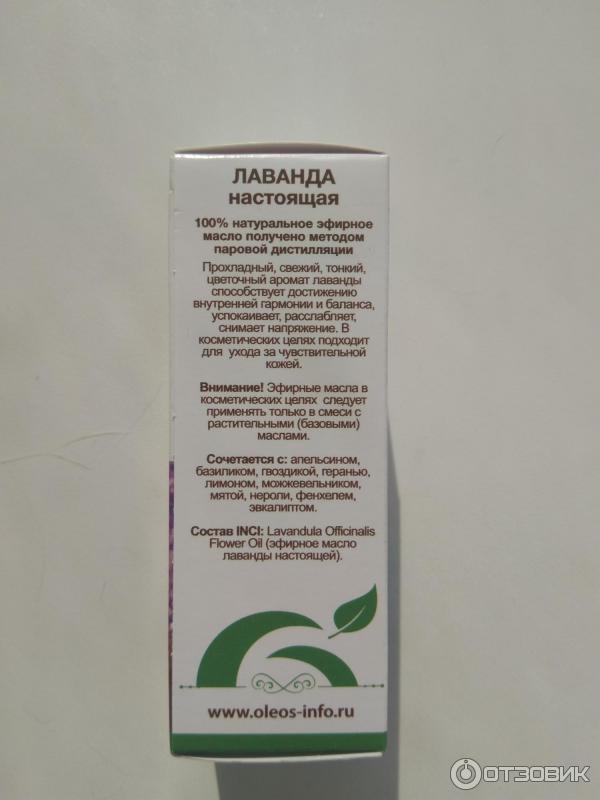 ЛАВАНДА
настоящая
100% натуральное эфирное
масло получено методом
паровой дистилляции
Прохладный, свежий, тонкий,
цветочный аромат лаванды
способствует достижению
внутренней гармонии и баланса,
успокаивает, расслабляет,
снимает напряжение. В
косметических целях подходит
для ухода за чувствительной
кожей.
Внимание! Эфирные масла в
косметических целях следует
применять только в смеси с
растительными (базовыми)
маслами.
Сочетается с: апельсином,
базиликом, гвоздикой, геранью,
лимоном, можжевельником,
мятой, нероли, фенхелем,
эвкалиптом.
Состав INCI: Lavandula Officinalis
Flower Oil (эфирное масло
лаванды настоящей).
www.oleos-info.ru
ОТЗОВИК